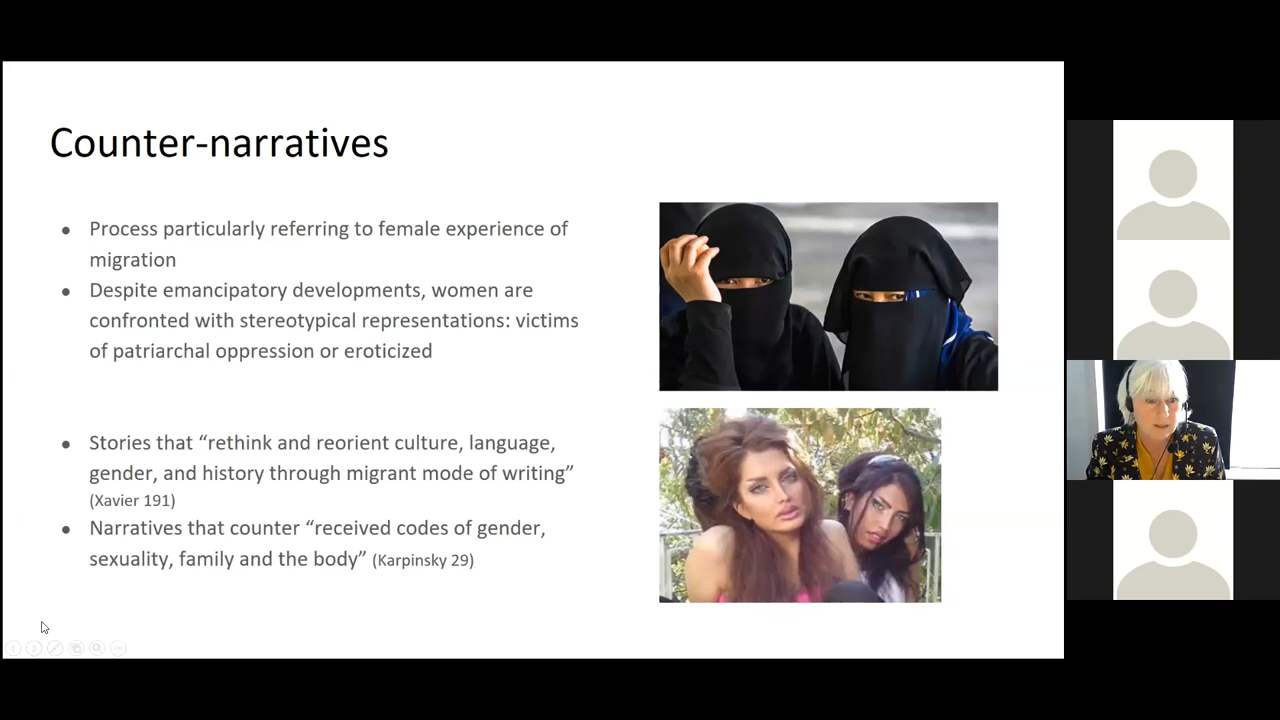 Counter-narratives
● Process particularly referring to female experience of
migration
● Despite emancipatory developments, women are
confronted with stereotypical representations: victims
of patriarchal oppression or eroticized
● Stories that “rethink and reorient culture, language,
gender, and history through migrant mode of writing”
(Xavier 191)
● Narratives that counter “received codes of gender,
sexuality, family and the body” (Karpinsky 29)